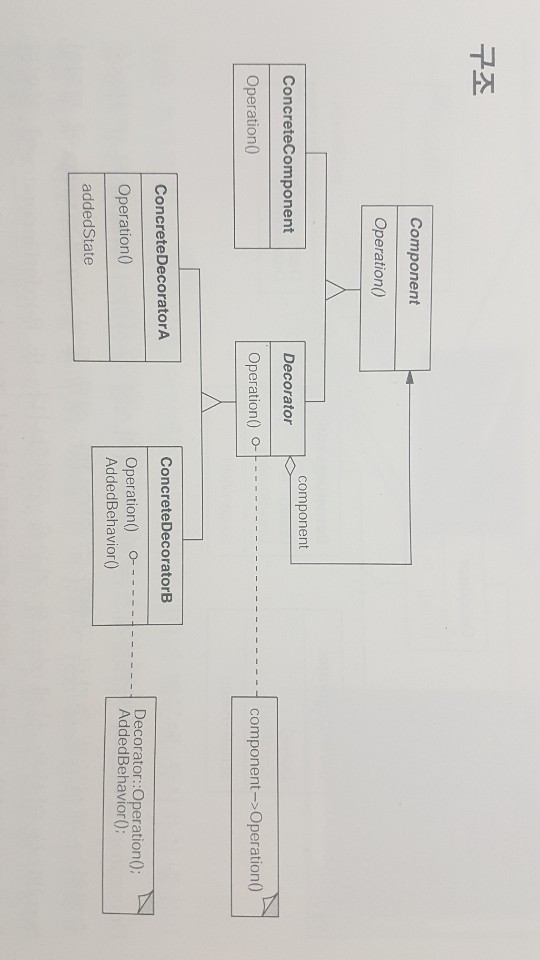 구조
Component
Operation()
component
ConcreteComponent
Operation()
Decorator
Operation()
component—>Operation()
ConcreteDecoratorA
Operation()
addedState
ConcreteDecoratorB
Operation()
AddedBehavior()
Decorator::Operation();
AddedBehavior();